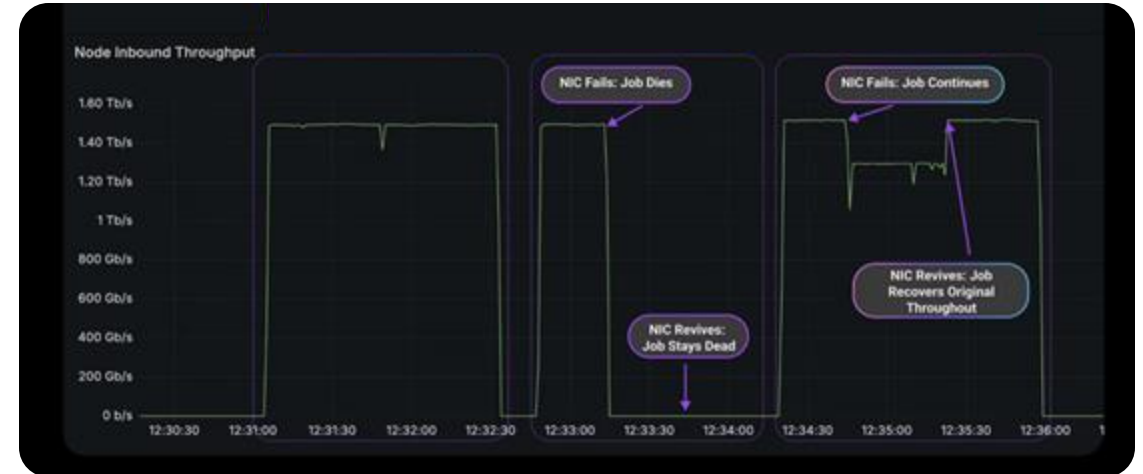 Node Inbound Throughput
NIC Fails: Job Dies
NIC Fails: Job Continues
1.60 Tb/s
1.40 Tb/s
1.20 Tb/s
1 Tb/s
800 Gb/s
600 Gb/s
400 Gb/s
200 Gb/s
0 b/s
NIC Revives: Job
Recovers Original
Throughout
NIC Revives:
Job Stays Dead
12:30:30 12:31:00 12:31:30 12:32:00 12:32:30 12:33:00 12:33:30 12:34:00 12:34:30 12:35:00 12:35:30 12:36:00